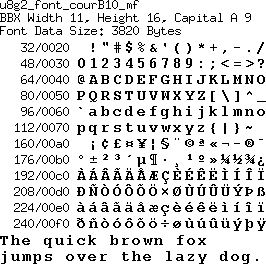 u8g2_font_courB10_mf
BBX Width 11, Height 16, Capital A 9
Font Data Size: 3820 Bytes
32/0020 ! " # $ % & ' ( ) * + , - . /
48/0030 0 1 2 3 4 5 6 7 8 9 : ; < = > ?
64/0040 @ A B C D E F G H I J K L M N O
80/0050 P Q R S T U V W X Y Z [ \ ] ^ _
96/0060 ` a b c d e f g h i j k l m n o
112/0070 p q r s t u v w x y z { | } ~
160/00a0 ¡ ¢ £ ¤ ¥ ¦ § ¨ © ª « ¬ - ® ¯
176/00b0 ° ± ² ³ ´ µ ¶ · ¸ ¹ º » ¼ ½ ¾ ¿
192/00c0 À Á Â Ã Ä Å Æ Ç È É Ê Ë Ì Í Î Ï
208/00d0 Ð Ñ Ò Ó Ô Õ Ö × Ø Ù Ú Û Ü Ý Þ ß
224/00e0 à á â ã ä å æ ç è é ê ë ì í î ï
240/00f0 ð ñ ò ó ô õ ö ÷ ø ù ú û ü ý þ ÿ
The quick brown fox
jumps over the lazy dog.